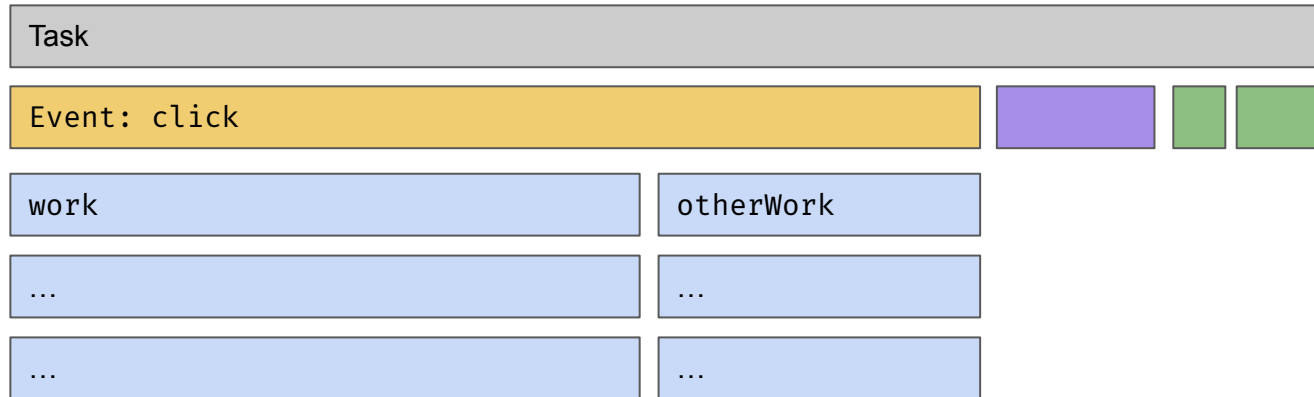 Task
Event: click
work
otherWork
…
…
…
…